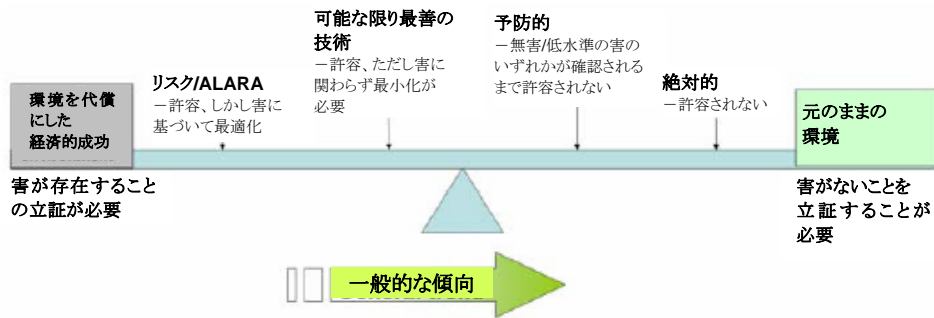 可能な限り最善の
技術
－許容、ただし害に
関わらず最小化が
必要
予防的
－無害/低水準の害の
いずれかが確認される
まで許容されない
リスク/ALARA
－許容、しかし害に
基づいて最適化
絶対的
－許容されない
環境を代償
にした
経済的成功
元のままの
環境
害が存在すること
の立証が必要
害がないことを
立証することが
必要
一般的な傾向